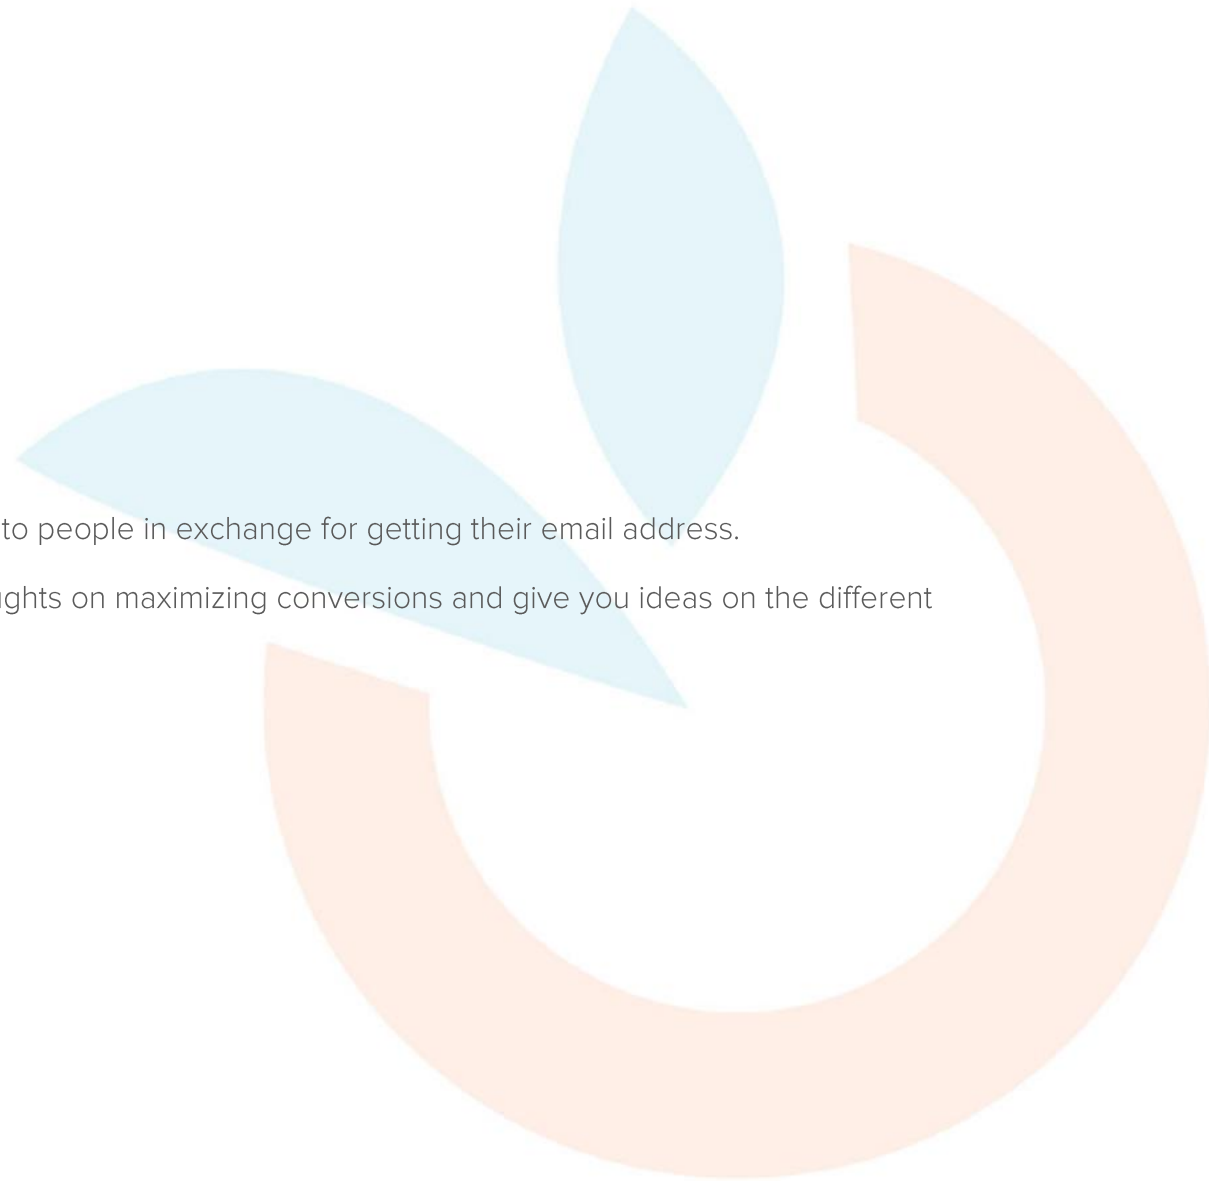 to people in exchange for getting their email address.
ughts on maximizing conversions and give you ideas on the different